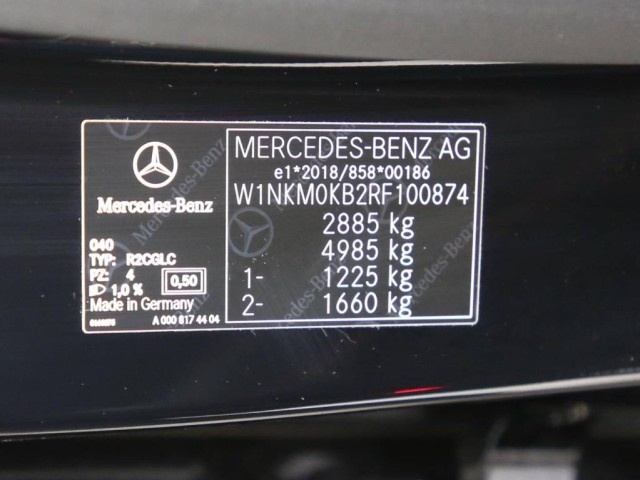 Mercedes-Benz
040
TYP: R2CGLC
PZ: 4
1,0 %
0,50
Made in Germany
A 000 817 44 04
MERCEDES-BENZ AG
e1*2018/858*00186
W1NKM0KB2RF100874
2885 kg
4985 kg
1- 1225 kg
2- 1660 kg